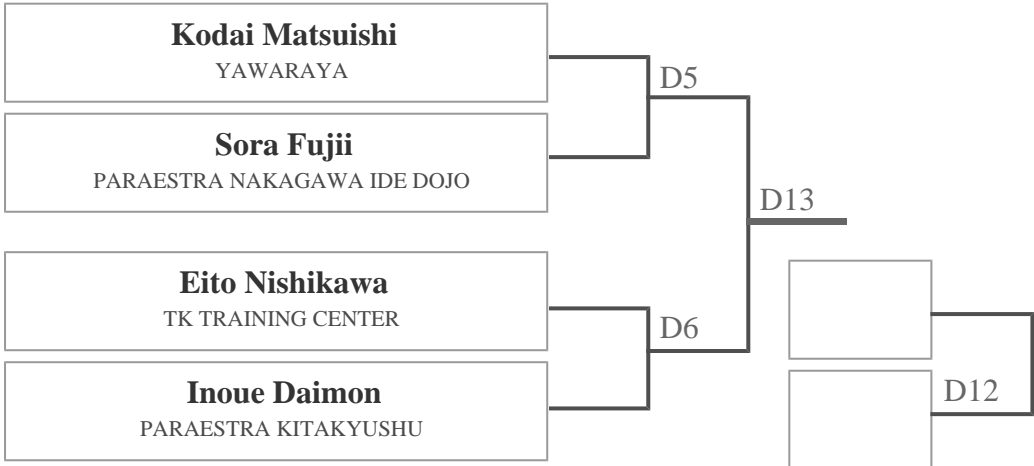 Kodai Matsuishi
YAWARAYA
D5
Sora Fujii
PARAESTRA NAKAGAWA IDE DOJO
D13
Eito Nishikawa
TK TRAINING CENTER
D6
Inoue Daimon
PARAESTRA KITAKYUSHU
D12